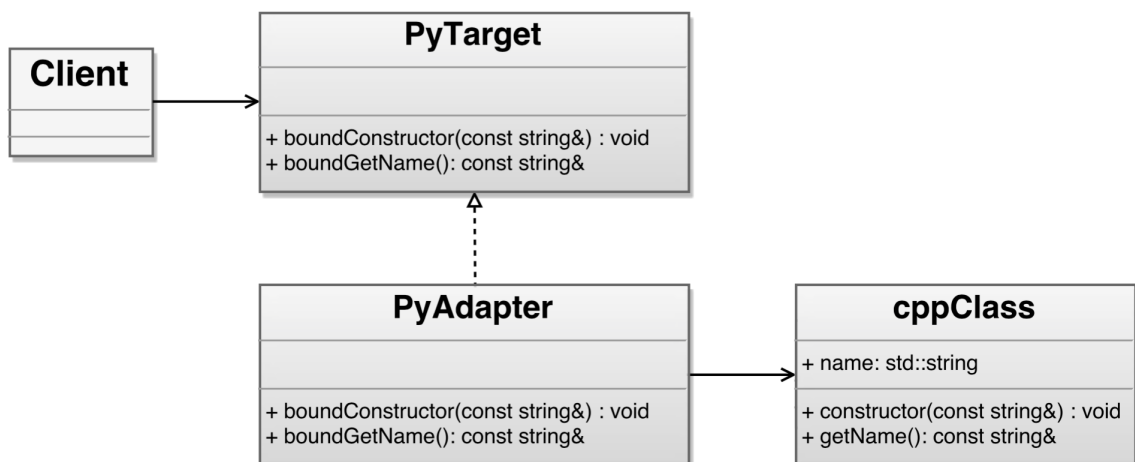 Client
PyTarget
+ boundConstructor(const string&) : void
+ boundGetName(): const string&
PyAdapter
+ boundConstructor(const string&) : void
+ boundGetName(): const string&
cppClass
+ name: std::string
+ constructor(const string&) : void
+ getName(): const string&